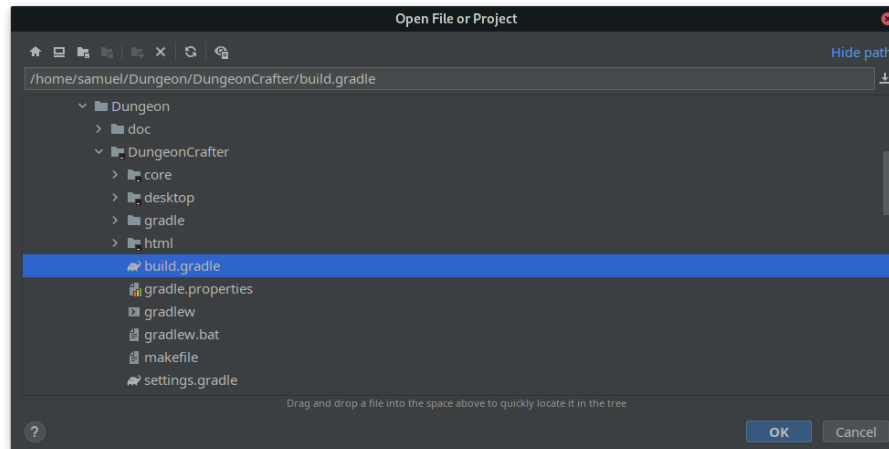 Open File or Project
Hide path
/home/samuel/Dungeon/DungeonCrafter/build.gradle
Dungeon
doc
DungeonCrafter
core
desktop
gradle
html
build.gradle
gradle.properties
gradlew
gradlew.bat
makefile
settings.gradle
Drag and drop a file into the space above to quickly locate it in the tree
?
OK
Cancel